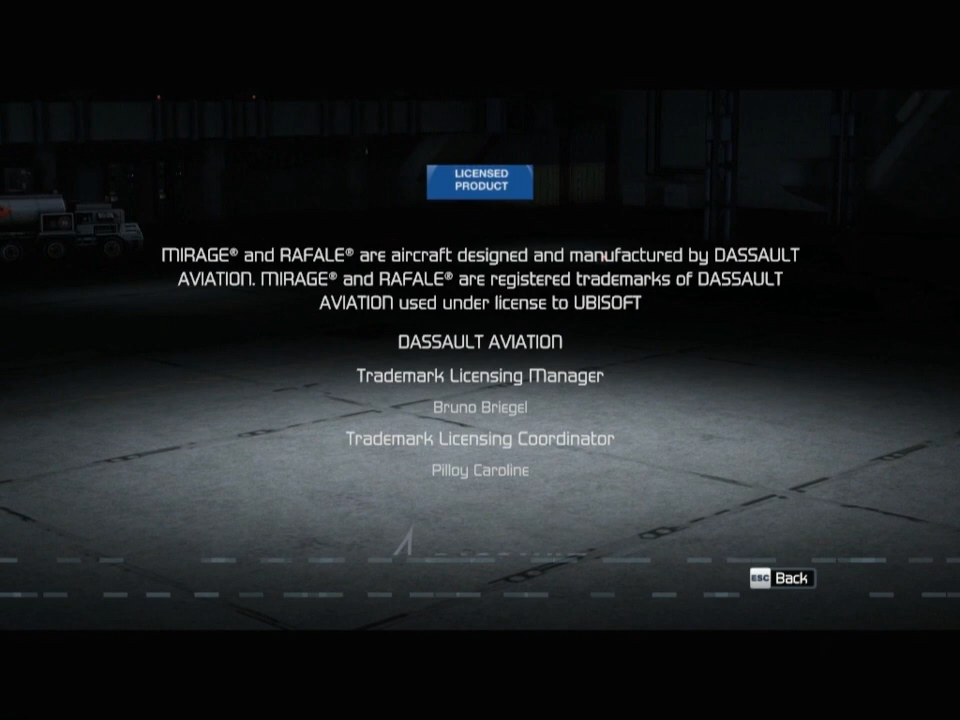 LICENSED
PRODUCT
MIRAGE® and RAFALE® are aircraft designed and manufactured by DASSAULT
AVIATION. MIRAGE® and RAFALE® are registered trademarks of DASSAULT
AVIATION used under license to UBISOFT
DASSAULT AVIATION
Trademark Licensing Manager
Bruno Briegel
Trademark Licensing Coordinator
Pilloy Caroline
ESC Back